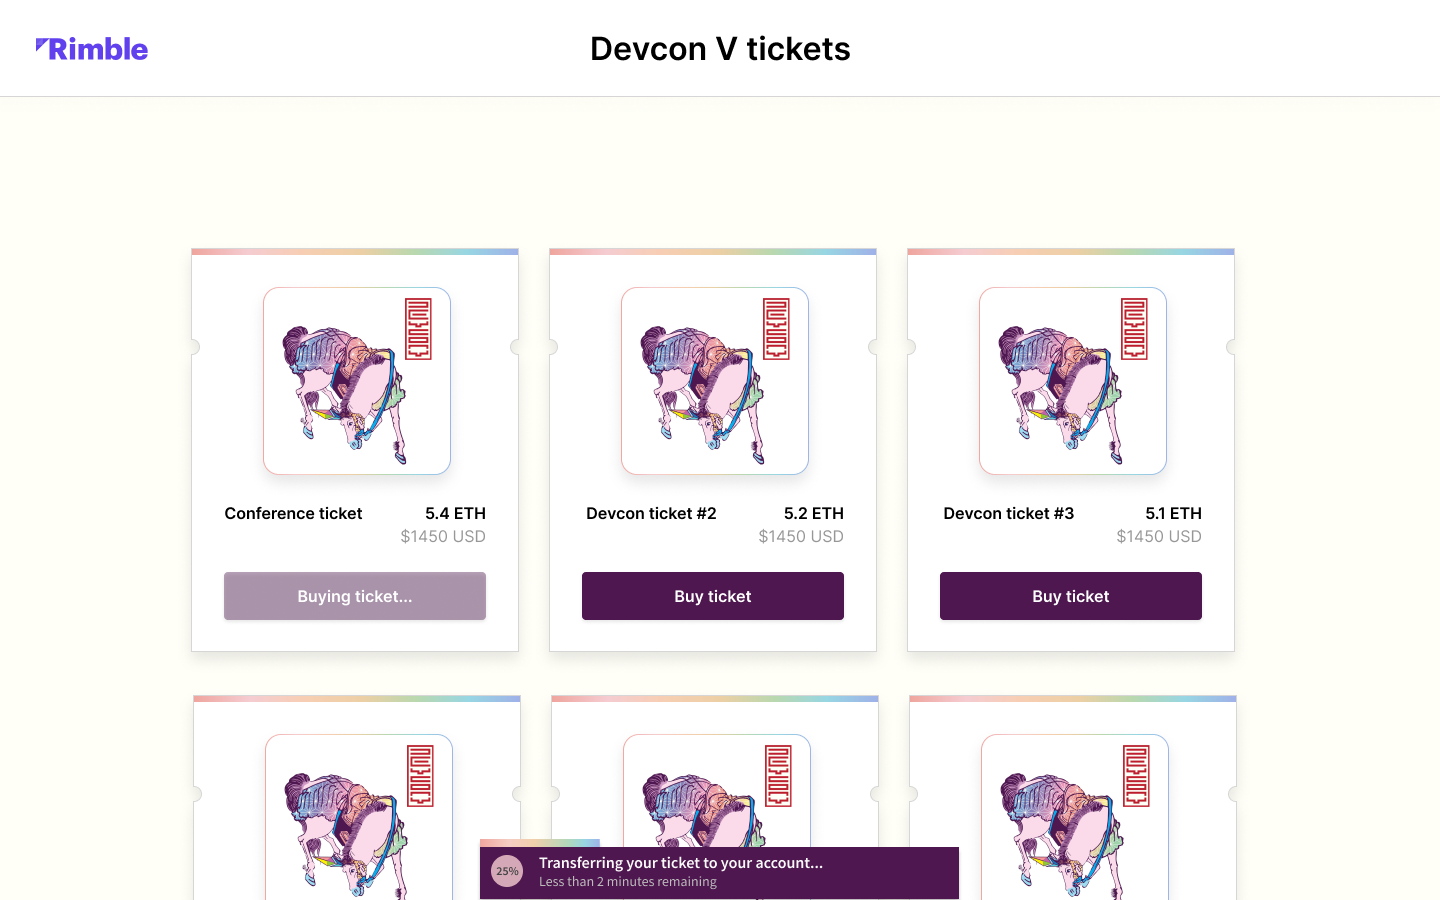 Rimble
Devcon V tickets
Conference ticket 5.4 ETH
$1450 USD
Buying ticket...
Devcon ticket #2 5.2 ETH
$1450 USD
Buy ticket
Devcon ticket #3 5.1 ETH
$1450 USD
Buy ticket
25%
Transferring your ticket to your account...
Less than 2 minutes remaining